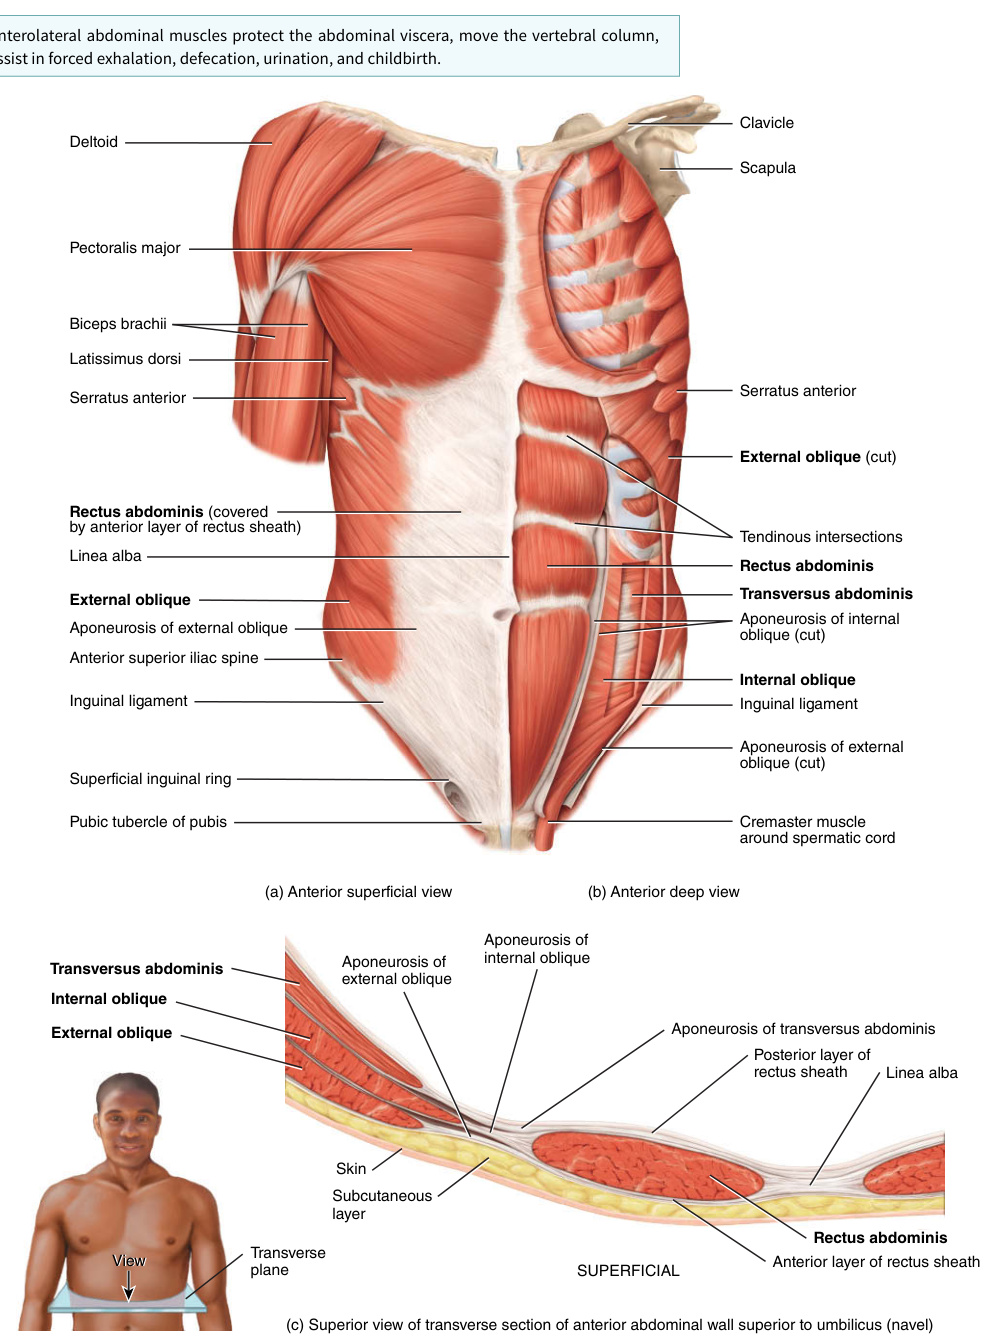 nterolateral abdominal muscles protect the abdominal viscera, move the vertebral column,
ssist in forced exhalation, defecation, urination, and childbirth.
Deltoid
Pectoralis major
Biceps brachii
Latissimus dorsi
Serratus anterior
Rectus abdominis (covered
by anterior layer of rectus sheath)
Linea alba
External oblique
Aponeurosis of external oblique
Anterior superior iliac spine
Inguinal ligament
Superficial inguinal ring
Pubic tubercle of pubis
Clavicle
Scapula
Serratus anterior
External oblique (cut)
Tendinous intersections
Rectus abdominis
Transversus abdominis
Aponeurosis of internal
oblique (cut)
Internal oblique
Inguinal ligament
Aponeurosis of external
oblique (cut)
Cremaster muscle
around spermatic cord
(a) Anterior superficial view
(b) Anterior deep view
Transversus abdominis
Internal oblique
External oblique
Aponeurosis of
external oblique
Aponeurosis of
internal oblique
Aponeurosis of transversus abdominis
Posterior layer of
rectus sheath
Linea alba
Skin
Subcutaneous
layer
Rectus abdominis
Anterior layer of rectus sheath
View
Transverse
plane
SUPERFICIAL
(c) Superior view of transverse section of anterior abdominal wall superior to umbilicus (navel)